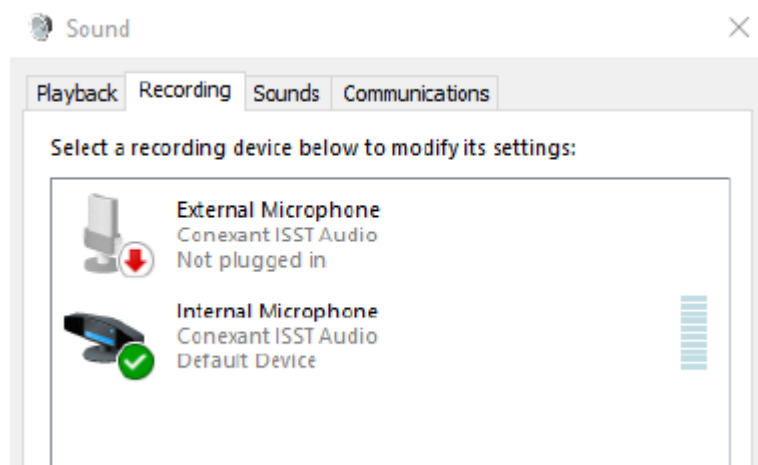 Sound
Playback Recording Sounds Communications
Select a recording device below to modify its settings:
External Microphone
Conexant ISST Audio
Not plugged in
Internal Microphone
Conexant ISST Audio
Default Device